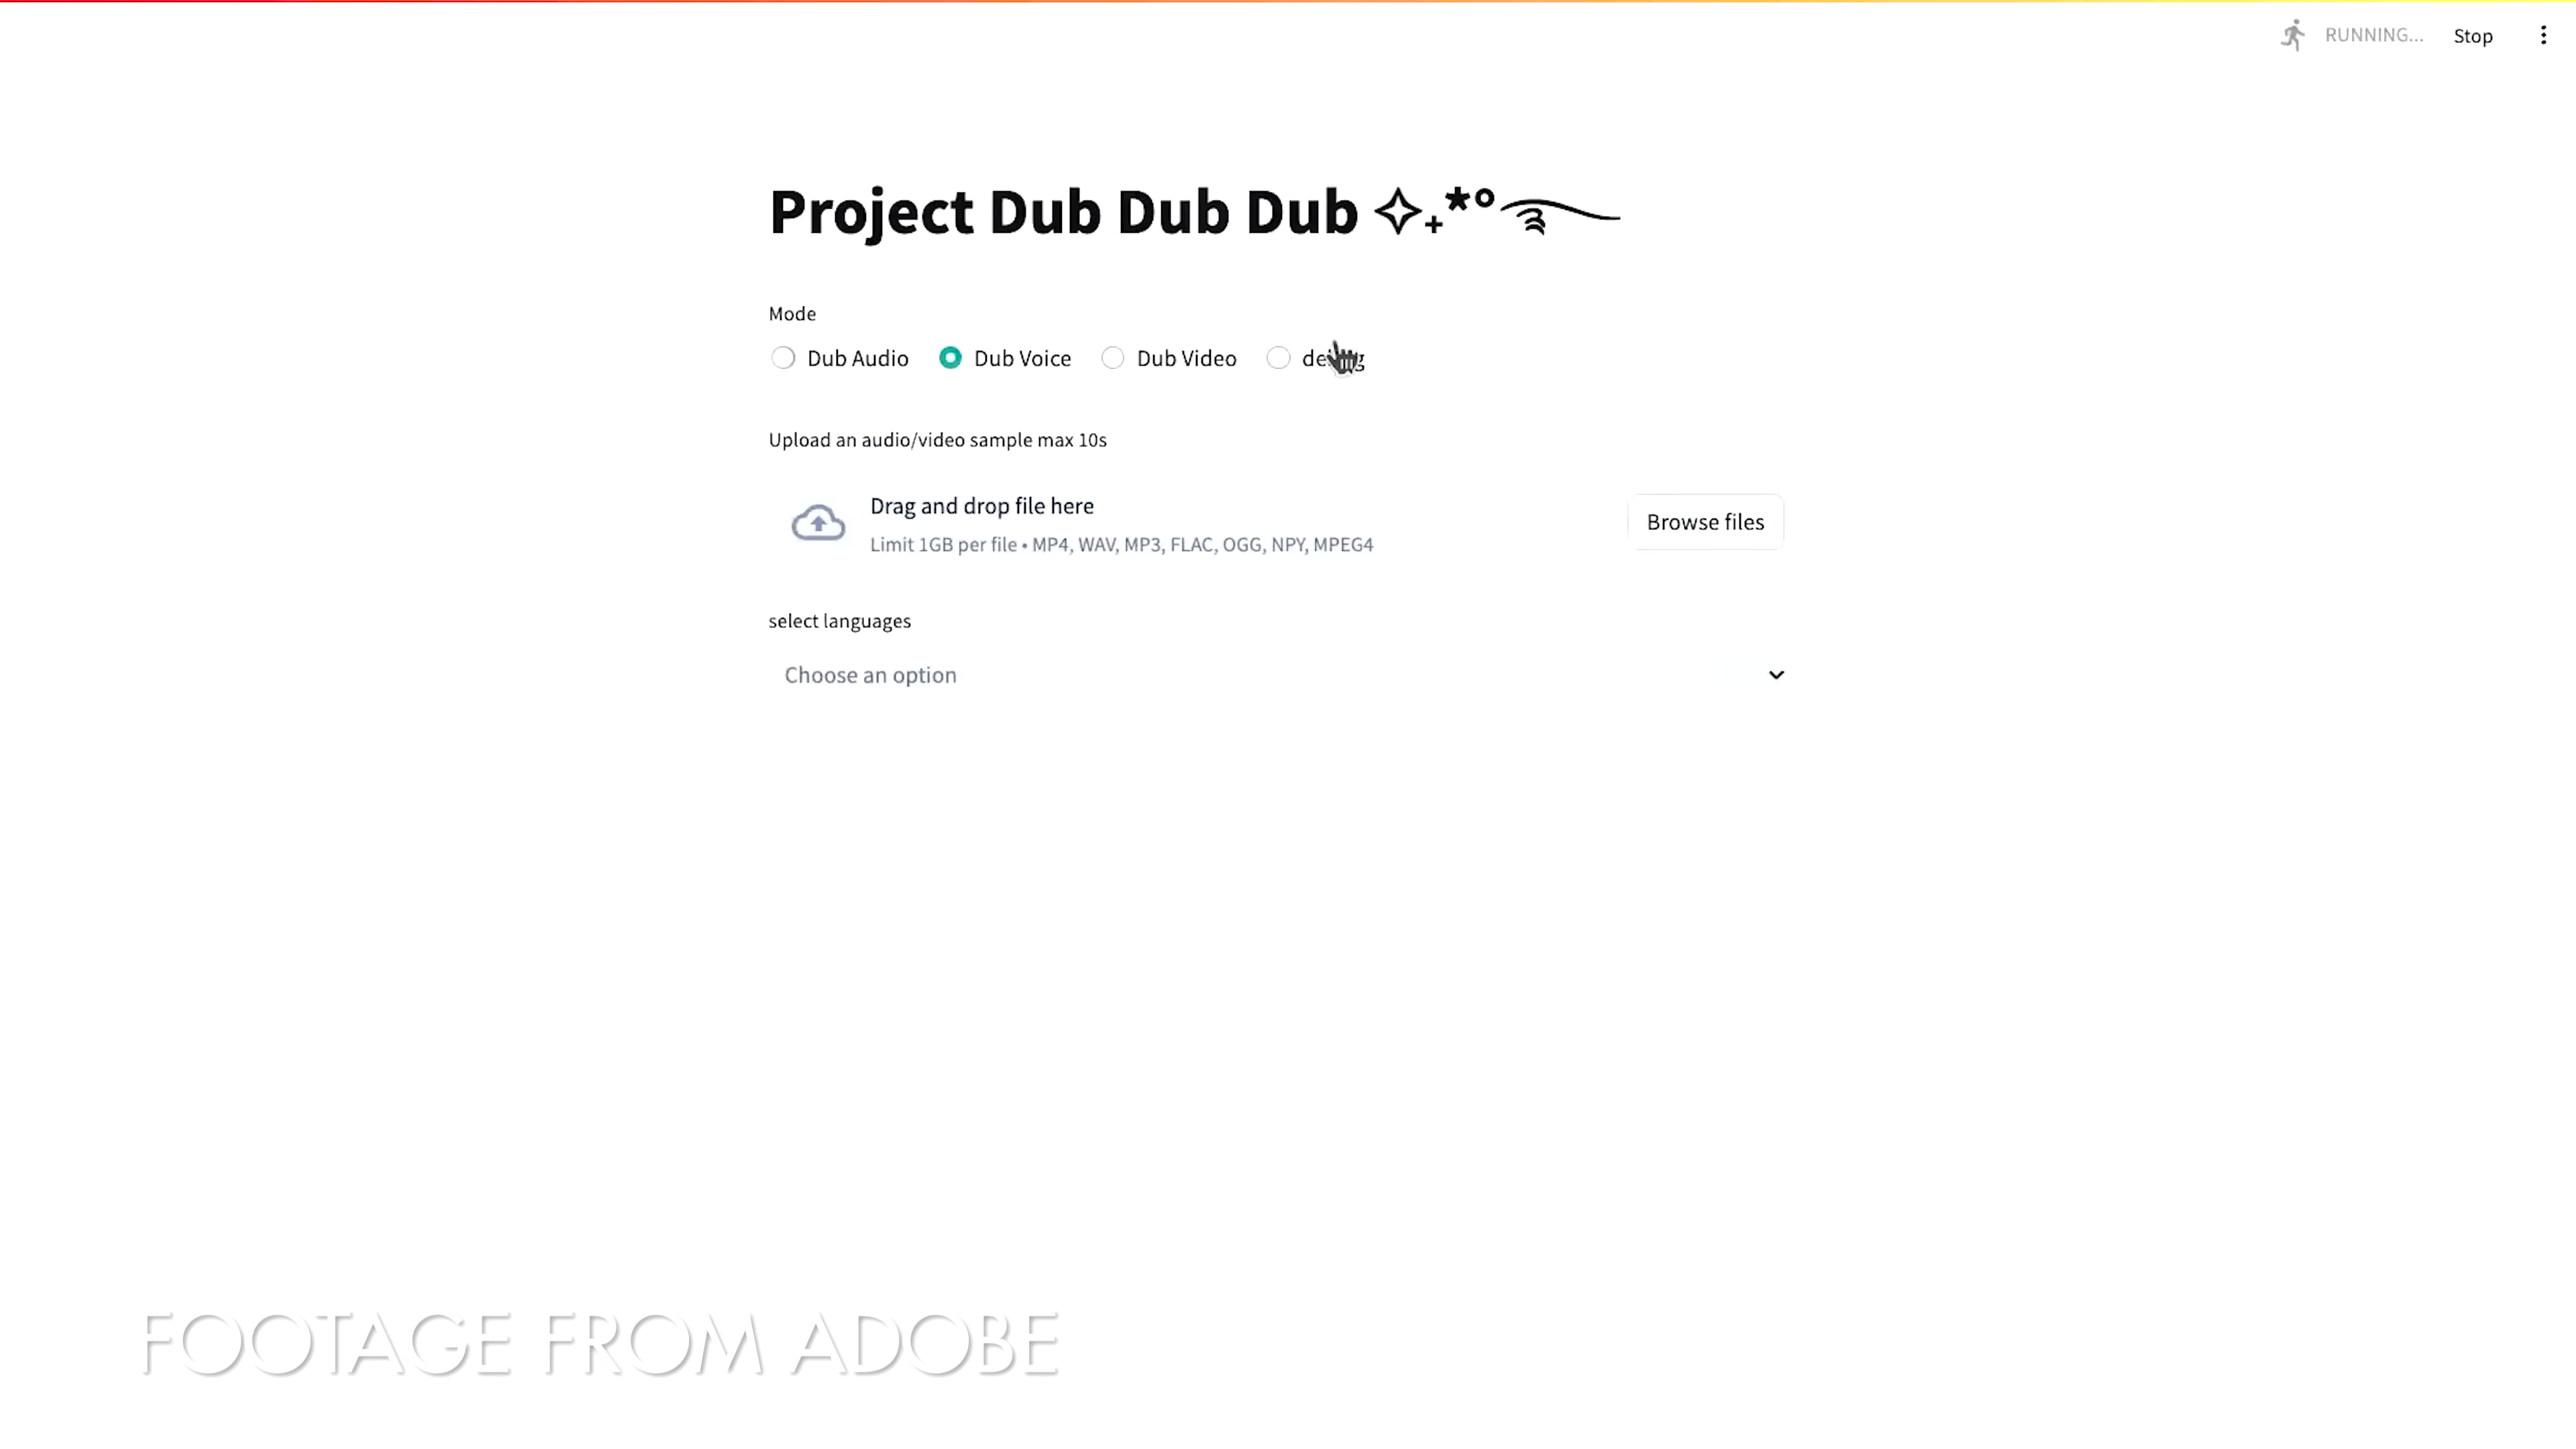 RUNNING... Stop
Project Dub Dub Dub ✧₊*°
Mode
Dub Audio Dub Voice Dub Video
Upload an audio/video sample max 10s
Drag and drop file here
Limit 1GB per file • MP4, WAV, MP3, FLAC, OGG, NPY, MPEG4
Browse files
select languages
Choose an option
FOOTAGE FROM ADOBE